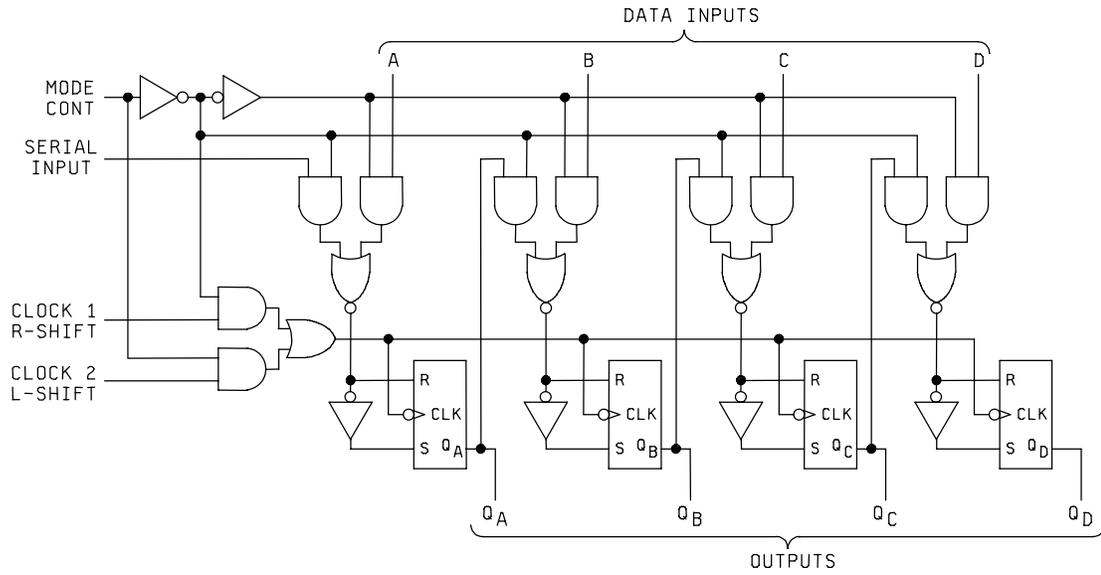 DATA INPUTS
A
B
C
D
MODE
CONT
SERIAL
INPUT
CLOCK 1
R-SHIFT
CLOCK 2
L-SHIFT
R
CLK
S QA
R
CLK
S QB
R
CLK
S QC
R
CLK
S QD
QA
QB
QC
QD
OUTPUTS